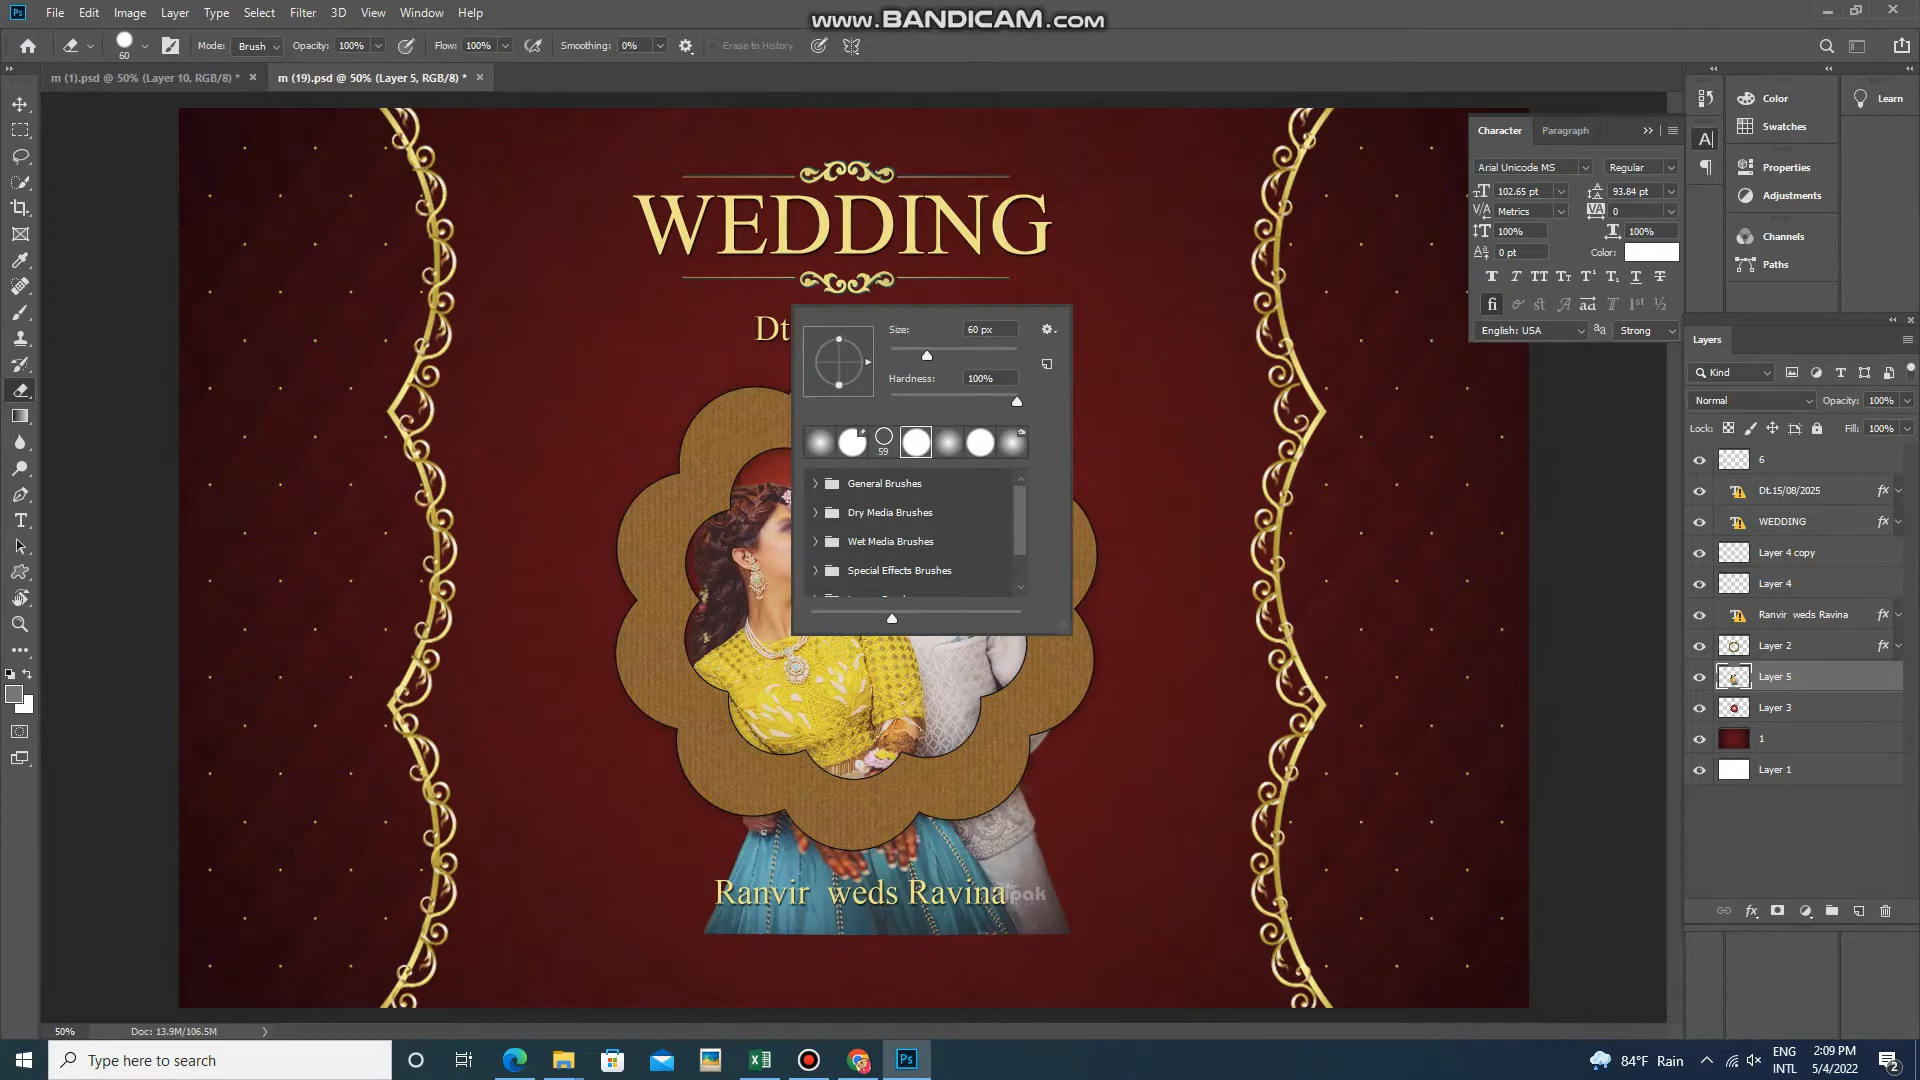 File Edit Image Layer Type Select Filter 3D View Window Help
www.BANDICAM.com
60 Mode: Brush Opacity: 100% Flow: 100% Smoothing: 0% Erase to History
m (1).psd @ 50% (Layer 10, RGB/8) *
m (19).psd @ 50% (Layer 5, RGB/8) *
Color
Swatches
Properties
Adjustments
Channels
Paths
Learn
Character Paragraph
Arial Unicode MS Regular
102.65 pt 93.84 pt
Metrics 0
100% 100%
0 pt Color:
English: USA Strong
WEDDING
Dt
Size: 60 px
Hardness: 100%
59
General Brushes
Dry Media Brushes
Wet Media Brushes
Special Effects Brushes
Ranvir weds Ravina
Layers
Kind
Normal Opacity: 100%
Lock: Fill: 100%
6
Dt.15/08/2025 fx
WEDDING fx
Layer 4 copy
Layer 4
Ranvir weds Ravina fx
Layer 2 fx
Layer 5
Layer 3
1
Layer 1
50% Doc: 13.9M/106.5M
Type here to search
84°F Rain
ENG
INTL
2:09 PM
5/4/2022
2